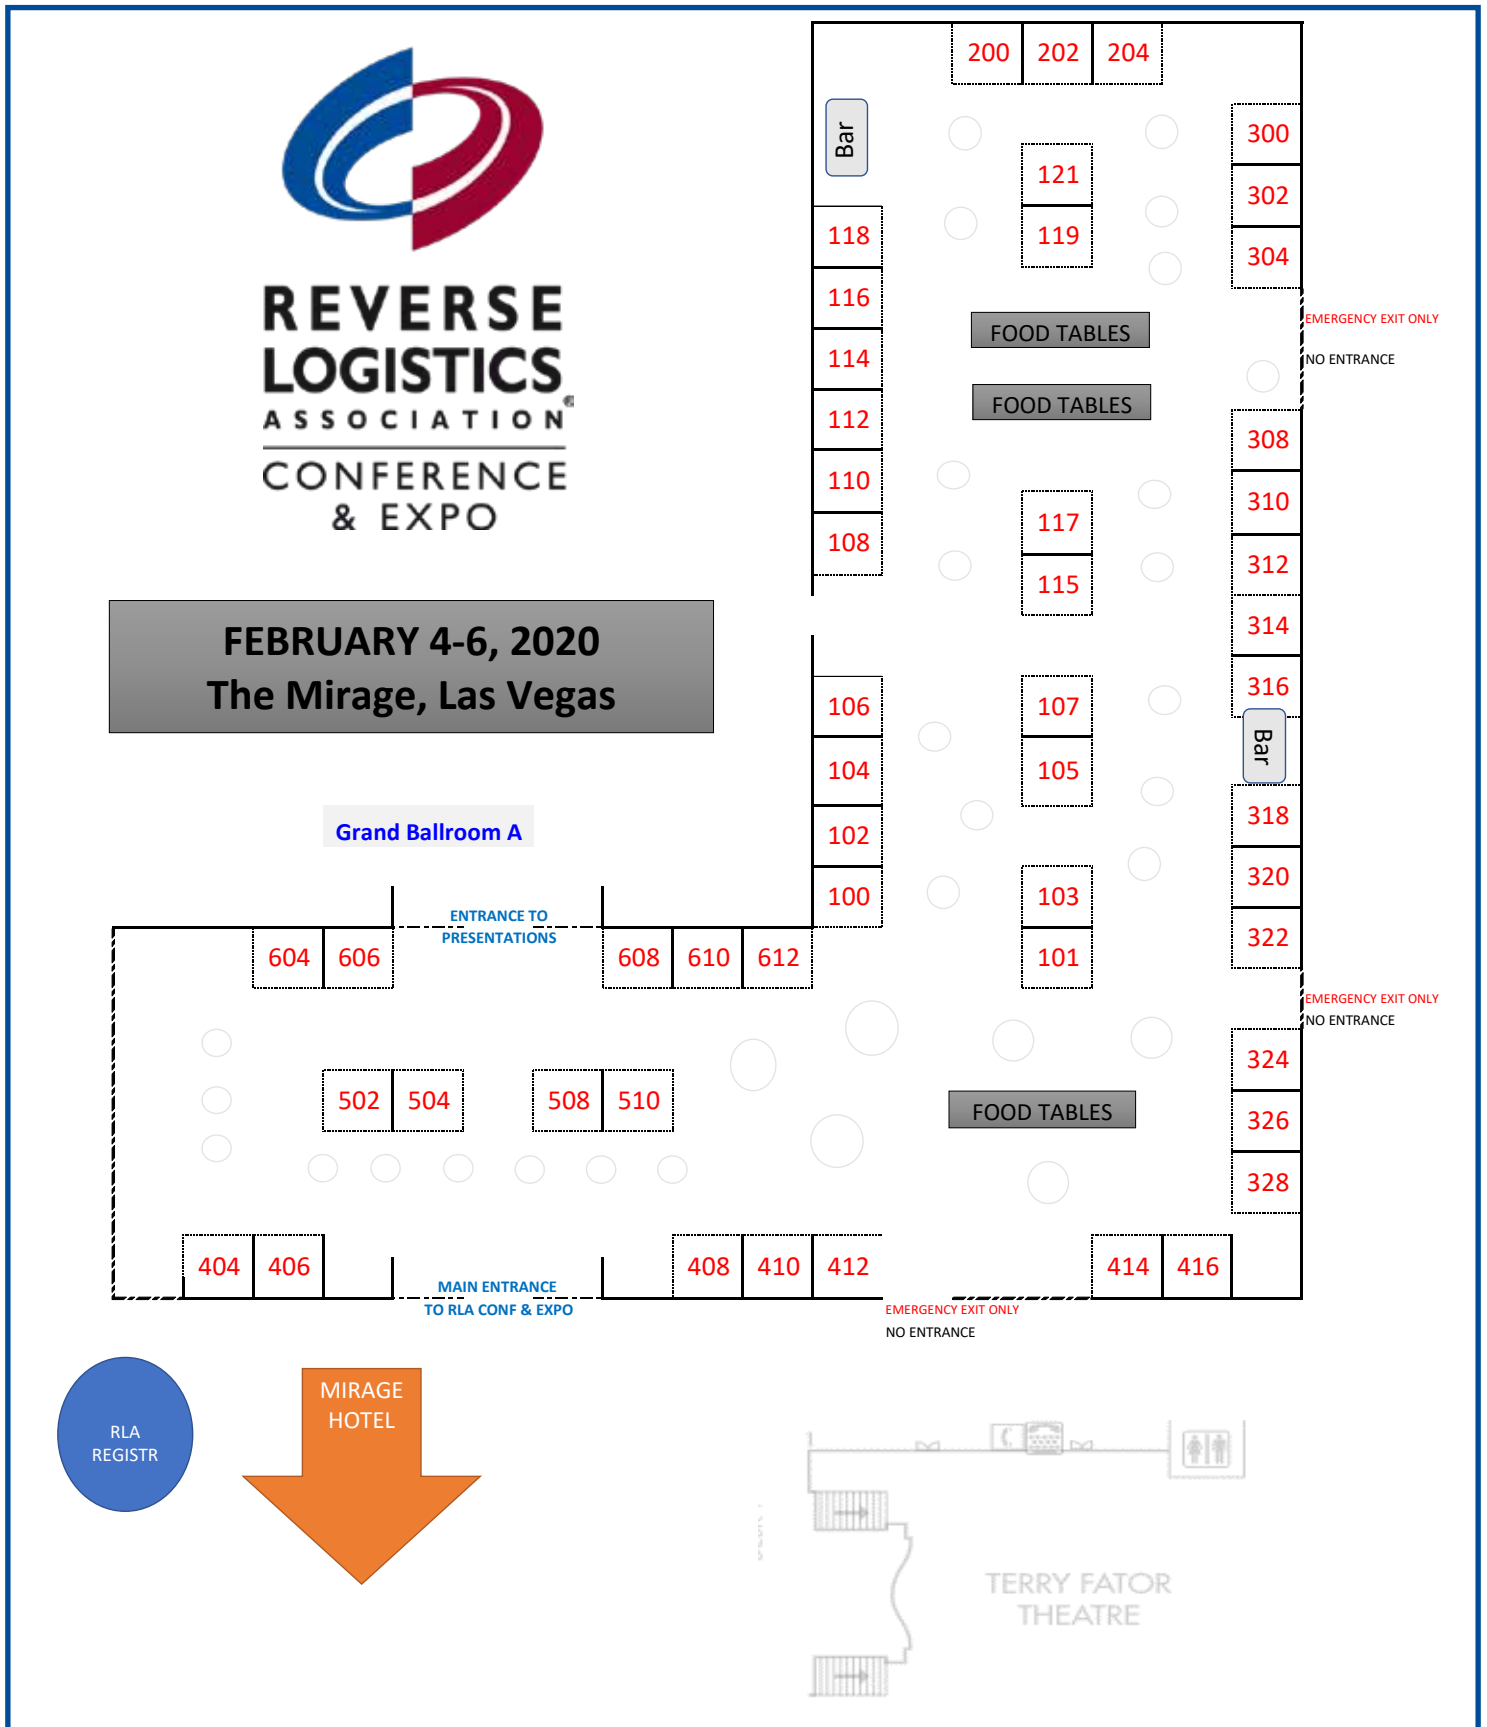 REVERSE
LOGISTICS
ASSOCIATION
CONFERENCE
& EXPO
FEBRUARY 4-6, 2020
The Mirage, Las Vegas
Grand Ballroom A
200 202 204
Bar
300
302
304
121
119
118
116
114
112
110
108
FOOD TABLES
FOOD TABLES
EMERGENCY EXIT ONLY
NO ENTRANCE
308
310
312
314
316
117
115
106
104
102
100
107
105
Bar
318
320
322
103
101
ENTRANCE TO
PRESENTATIONS
604 606
608 610 612
EMERGENCY EXIT ONLY
NO ENTRANCE
324
326
328
502 504
508 510
FOOD TABLES
404 406
408 410 412
414 416
MAIN ENTRANCE
TO RLA CONF & EXPO
EMERGENCY EXIT ONLY
NO ENTRANCE
RLA
REGISTR
MIRAGE
HOTEL
TERRY FATOR
THEATRE